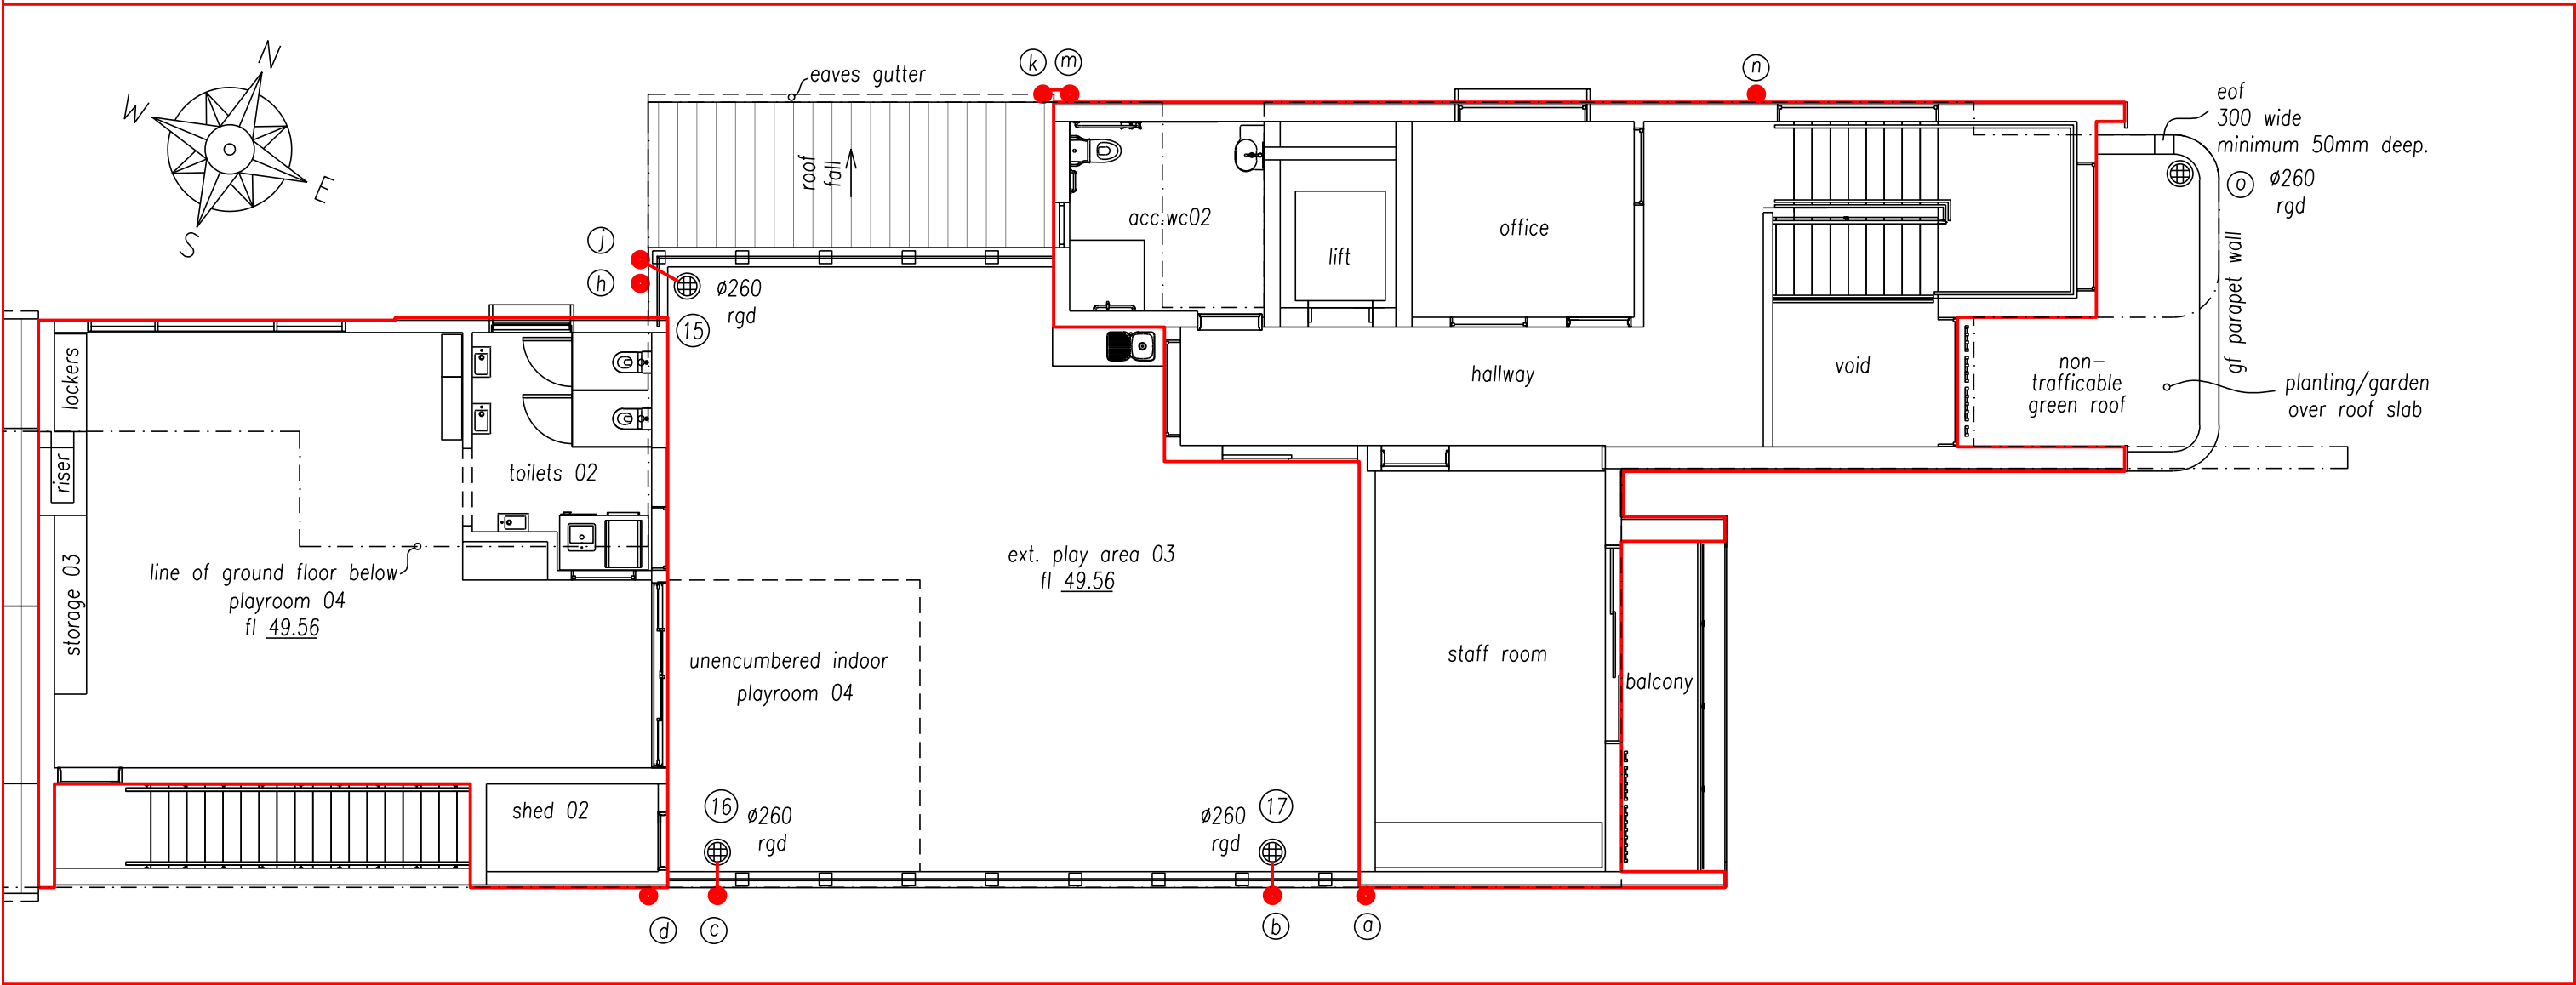 N
W
E
S
eaves gutter
k
m
n
eof
300 wide
minimum 50mm deep.
o
ø260
rgd
roof
fall
acc.wc02
lift
office
j
h
ø260
rgd
15
gf parapet wall
hallway
void
non-
trafficable
green roof
planting/garden
over roof slab
lockers
riser
storage 03
toilets 02
line of ground floor below
playroom 04
fl 49.56
ext. play area 03
fl 49.56
unencumbered indoor
playroom 04
staff room
balcony
shed 02
16
ø260
rgd
ø260
rgd
17
d
c
b
a